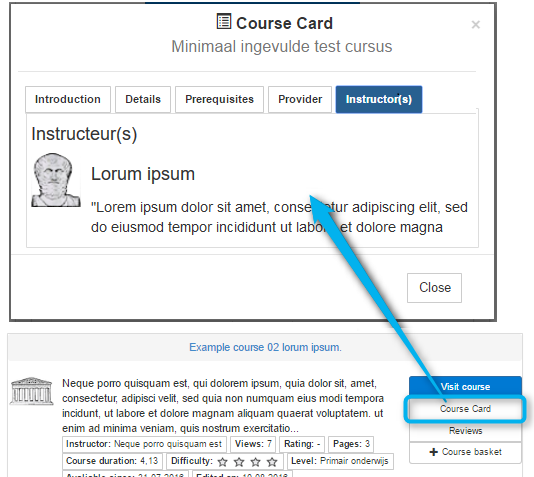 Course Card
×
Minimaal ingevulde test cursus
Introduction
Details
Prerequisites
Provider
Instructor(s)
Instructeur(s)
Lorum ipsum
"Lorem ipsum dolor sit amet, consectetur adipiscing elit, sed
do eiusmod tempor incididunt ut labore et dolore magna
Close
Example course 02 lorum ipsum.
Neque porro quisquam est, qui dolorem ipsum, quia dolor sit, amet,
consectetur, adipisci velit, sed quia non numquam eius modi tempora
incidunt, ut labore et dolore magnam aliquam quaerat voluptatem. ut
enim ad minima veniam, quis nostrum exercitatio...
Instructor: Neque porro quisquam est
Views: 7
Rating: -
Pages: 3
Course duration: 4,13
Difficulty:
Level: Primair onderwijs
Available since: 31-07-2016
Edited on: 10-08-2016
Visit course
Course Card
Reviews
Course basket